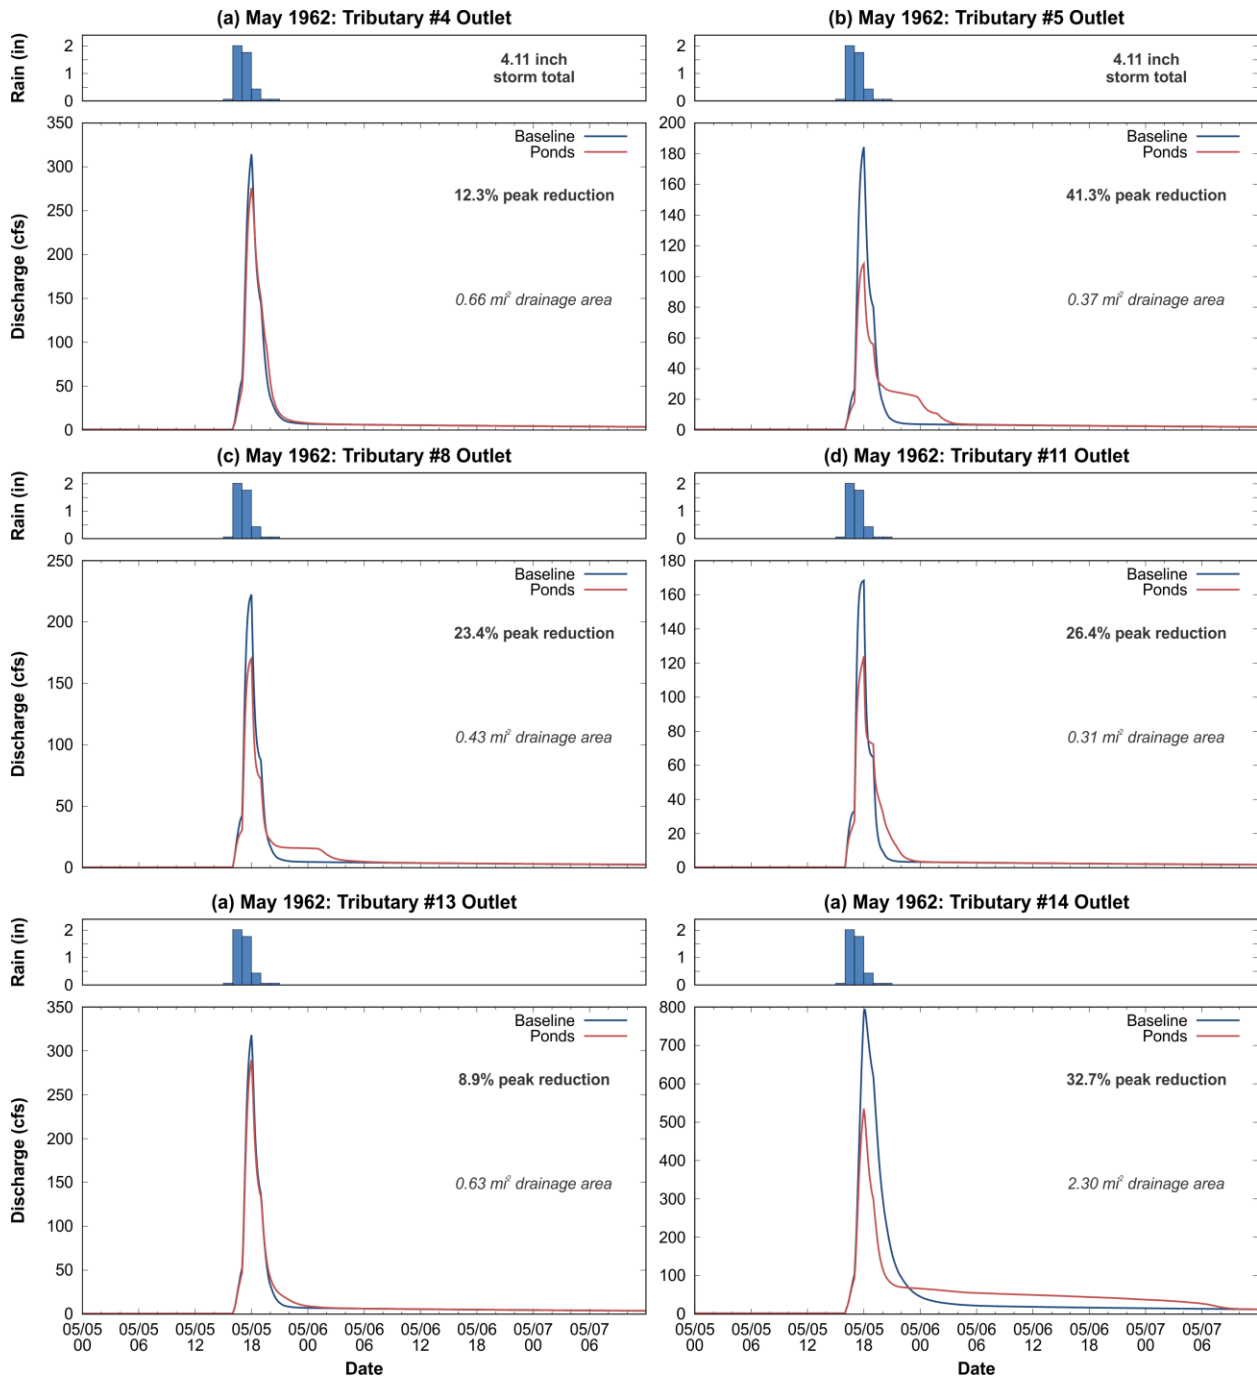 (a) May 1962: Tributary #4 Outlet
Rain (in)
2
1
0
4.11 inch
storm total
Discharge (cfs)
350
300
250
200
150
100
50
0
Baseline
Ponds
12.3% peak reduction
0.66 mi² drainage area
(b) May 1962: Tributary #5 Outlet
2
1
0
4.11 inch
storm total
200
180
160
140
120
100
80
60
40
20
0
Baseline
Ponds
41.3% peak reduction
0.37 mi² drainage area
(c) May 1962: Tributary #8 Outlet
Rain (in)
2
1
0
Discharge (cfs)
250
200
150
100
50
0
Baseline
Ponds
23.4% peak reduction
0.43 mi² drainage area
(d) May 1962: Tributary #11 Outlet
2
1
0
180
160
140
120
100
80
60
40
20
0
Baseline
Ponds
26.4% peak reduction
0.31 mi² drainage area
(a) May 1962: Tributary #13 Outlet
Rain (in)
2
1
0
Discharge (cfs)
350
300
250
200
150
100
50
0
Baseline
Ponds
8.9% peak reduction
0.63 mi² drainage area
05/05 05/05 05/05 05/05 05/05 05/05 05/06 05/07 05/07 05/07
00 06 12 18 00 06 12 18 00 06
Date
(a) May 1962: Tributary #14 Outlet
2
1
0
800
700
600
500
400
300
200
100
0
Baseline
Ponds
32.7% peak reduction
2.30 mi² drainage area
05/05 05/05 05/05 05/05 05/06 05/06 05/06 05/06 05/07 05/07
00 06 12 18 00 06 12 18 00 06
Date